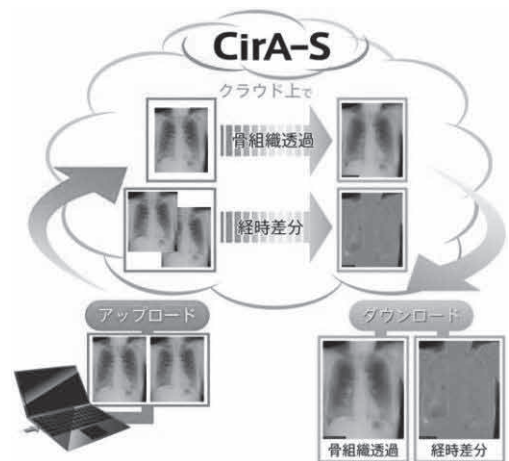 CirA-S
クラウド上で
骨組織透過
経時差分
アップロード
ダウンロード
骨組織透過
経時差分